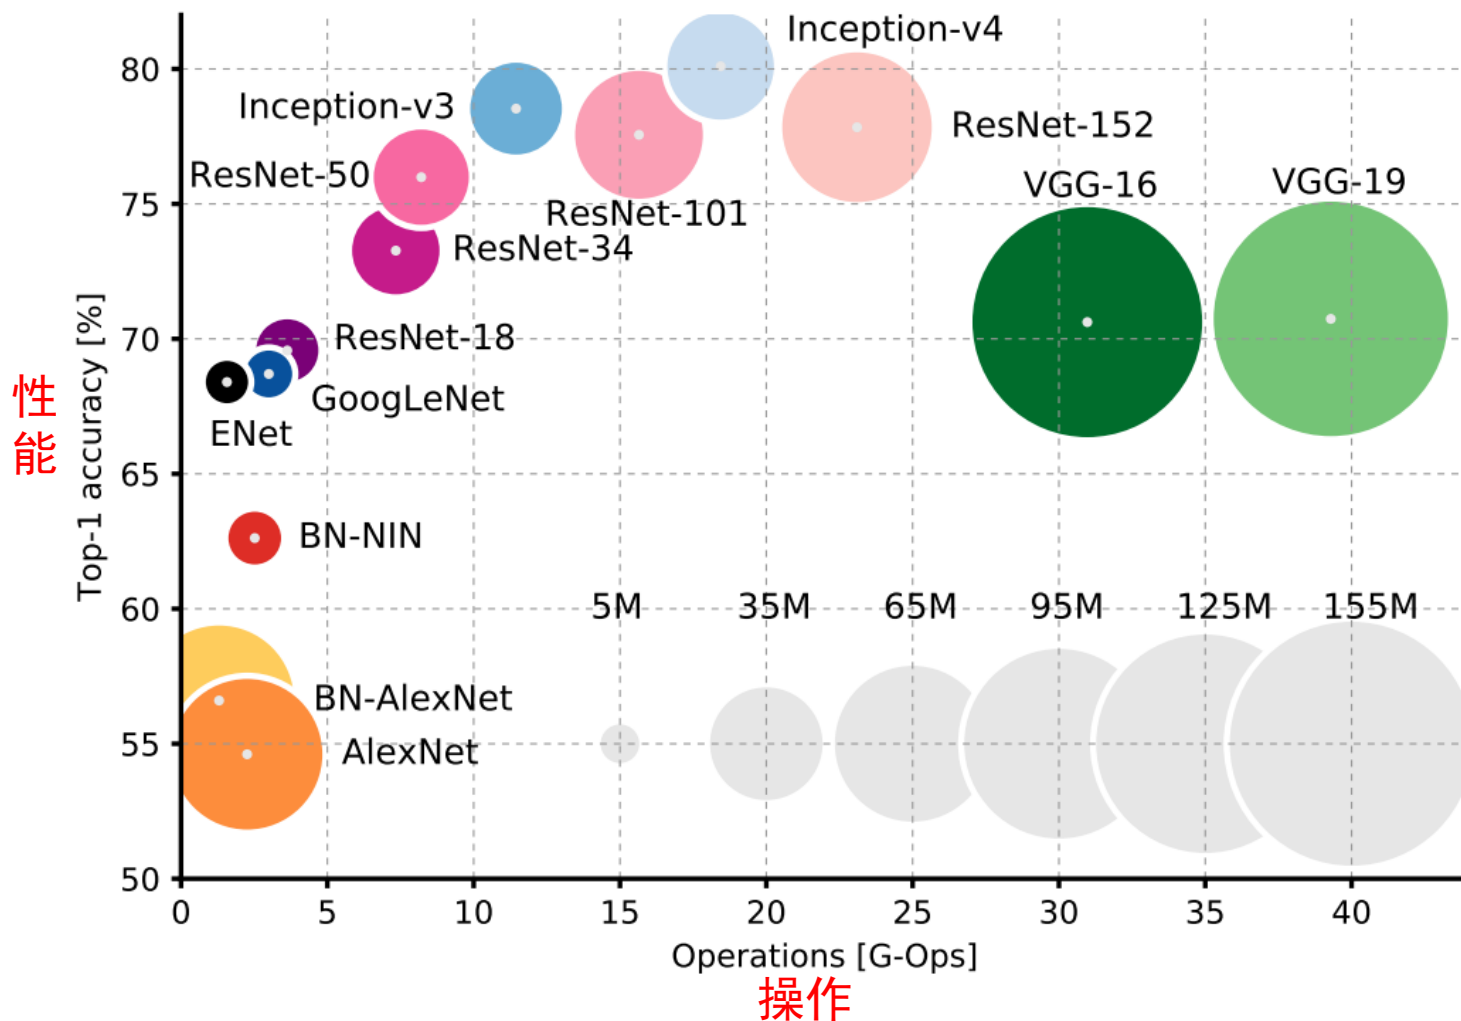 Inception-v4
80
Inception-v3
ResNet-152
ResNet-50
VGG-16
VGG-19
75
ResNet-101
ResNet-34
70
ResNet-18
GoogLeNet
ENet
性
能
Top-1 accuracy [%]
65
BN-NIN
60
5M
35M
65M
95M
125M
155M
BN-AlexNet
55
AlexNet
50
0
5
10
15
20
25
30
35
40
Operations [G-Ops]
操作